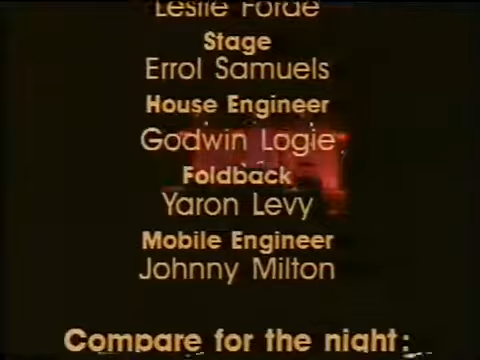 Leslie Forde
Stage
Errol Samuels
House Engineer
Godwin Logie
Foldback
Yaron Levy
Mobile Engineer
Johnny Milton
Compare for the night: